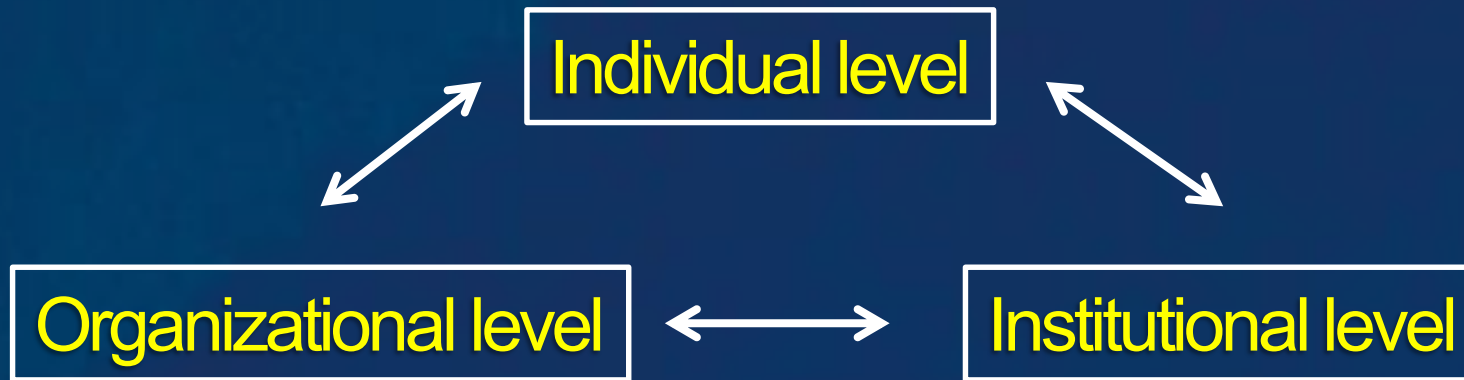 Individual level
Organizational level
Institutional level